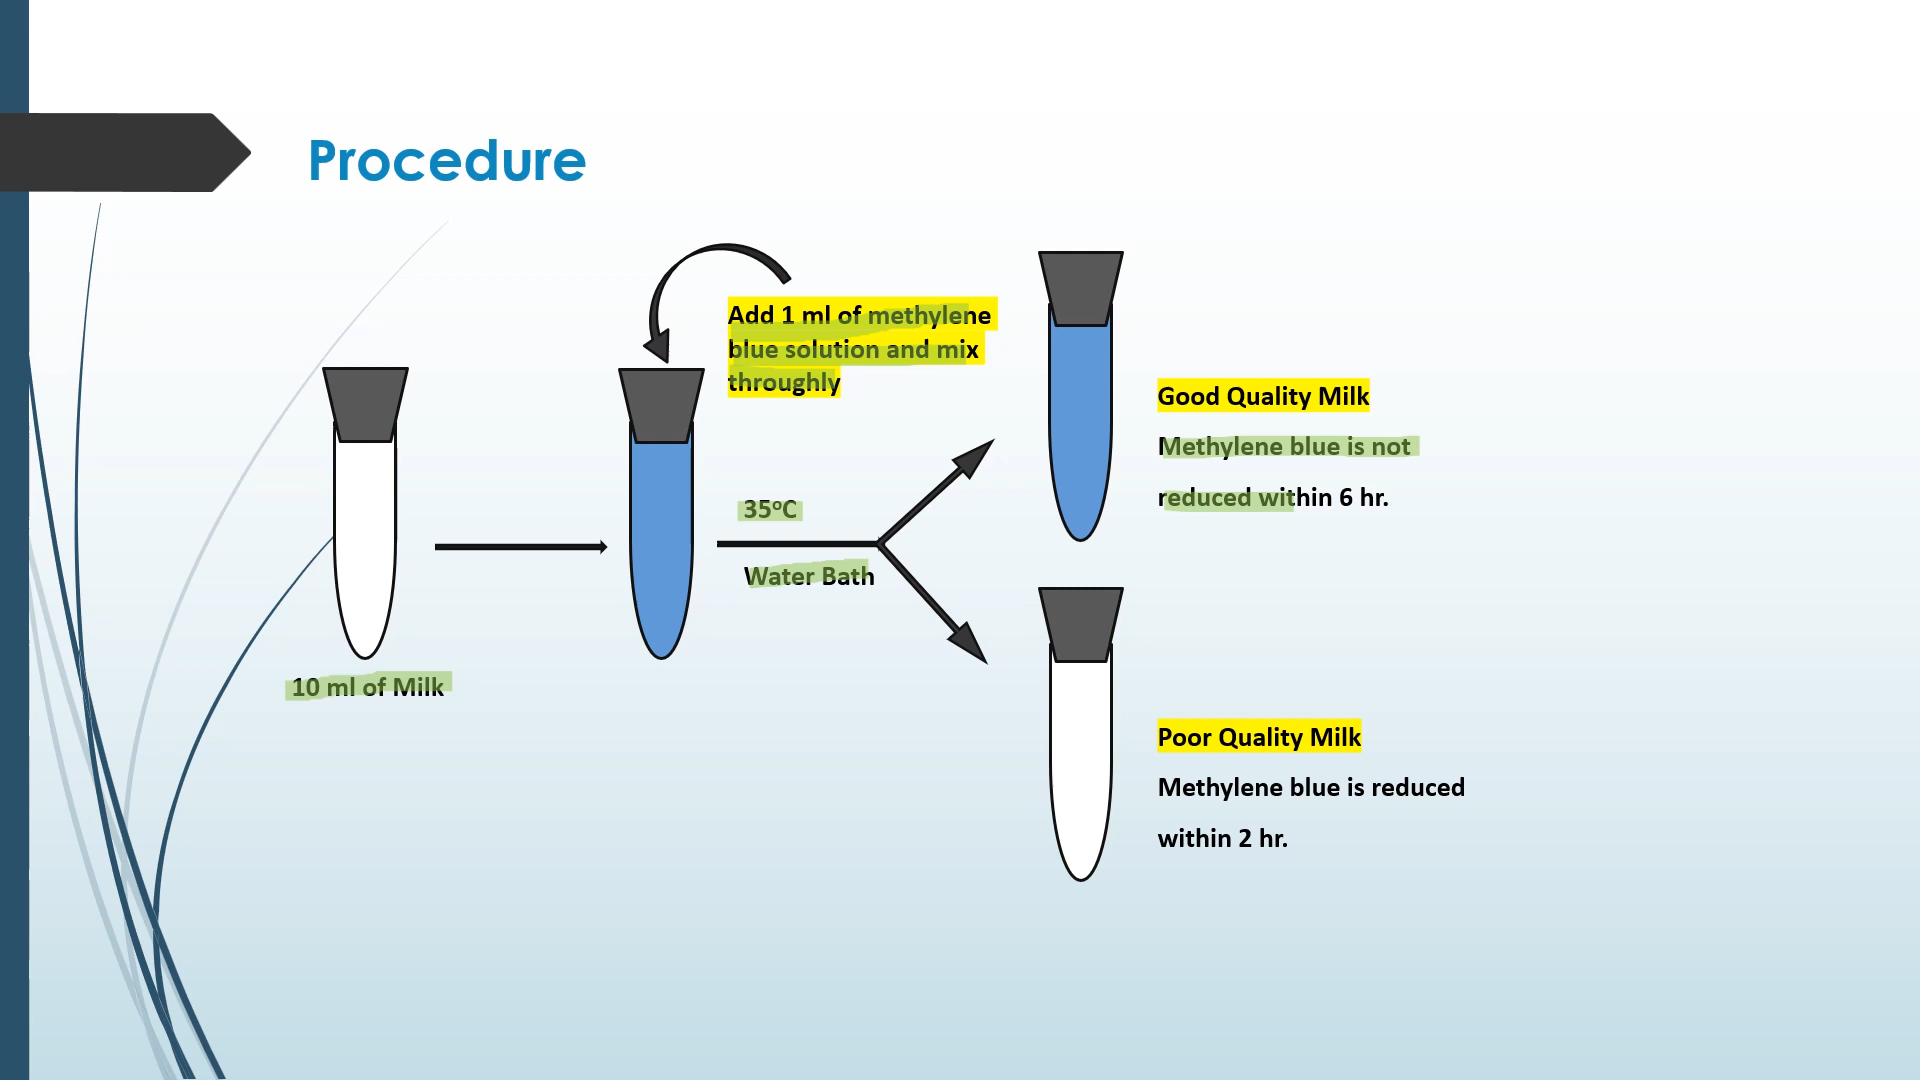 Procedure
Add 1 ml of methylene
blue solution and mix
throughly
10 ml of Milk
35ºC
Water Bath
Good Quality Milk
Methylene blue is not
reduced within 6 hr.
Poor Quality Milk
Methylene blue is reduced
within 2 hr.